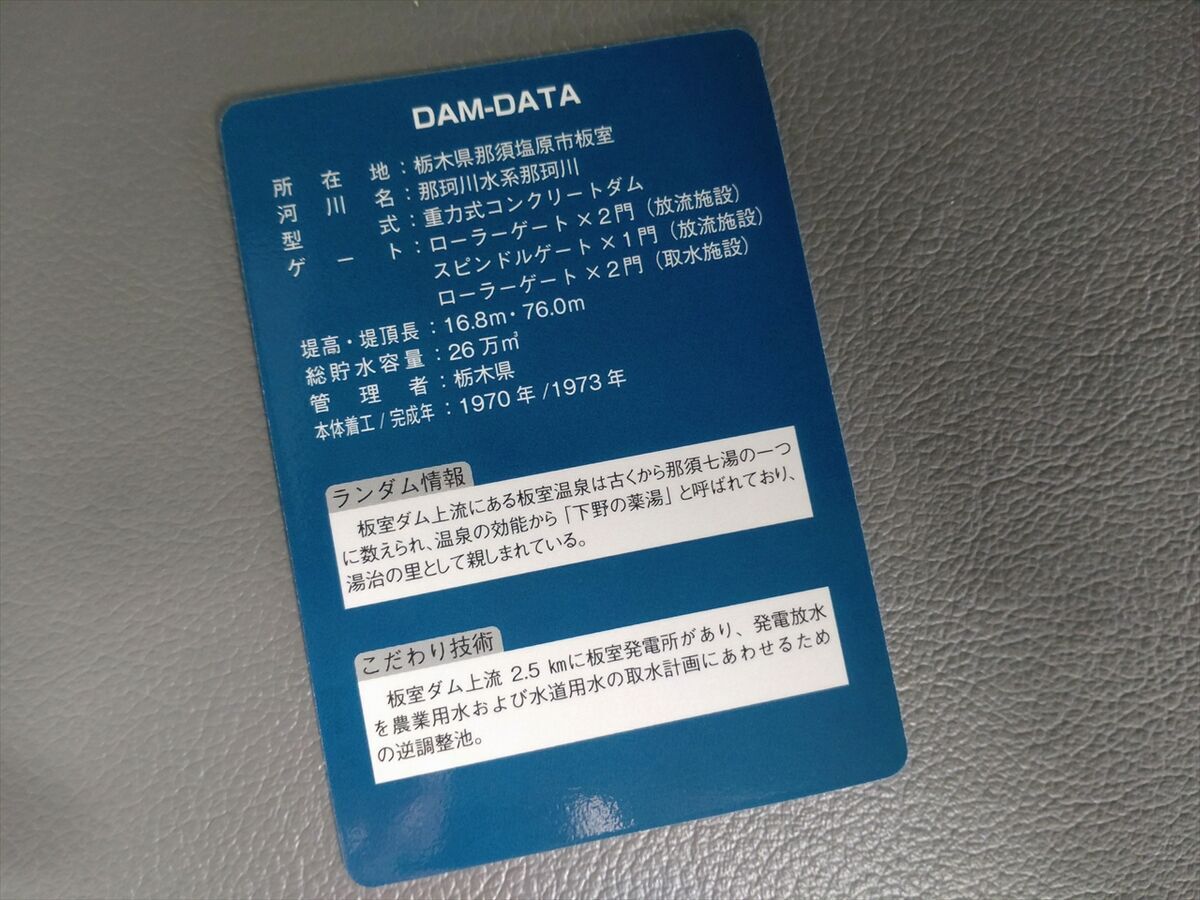 DAM-DATA
所在地：栃木県那須塩原市板室
河川名：那珂川水系那珂川
型式：重力式コンクリートダム
ゲート：ローラーゲート×２門（放流施設）
スピンドルゲート×１門（放流施設）
ローラーゲート×２門（取水施設）
堤高・堤頂長：16.8m・76.0m
総貯水容量：26万㎥
管理者：栃木県
本体着工/完成年：1970年/1973年
ランダム情報
板室ダム上流にある板室温泉は古くから那須七湯の一つ
に数えられ、温泉の効能から「下野の薬湯」と呼ばれており、
湯治の里として親しまれている。
こだわり技術
板室ダム上流 2.5 ㎞に板室発電所があり、発電放水
を農業用水および水道用水の取水計画にあわせるため
の逆調整池。